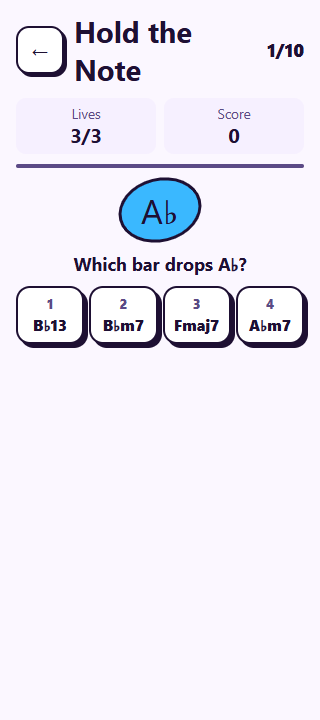 ←
Hold the
Note
1/10
Lives
3/3
Score
0
A♭
Which bar drops A♭?
1
B♭13
2
B♭m7
3
Fmaj7
4
A♭m7